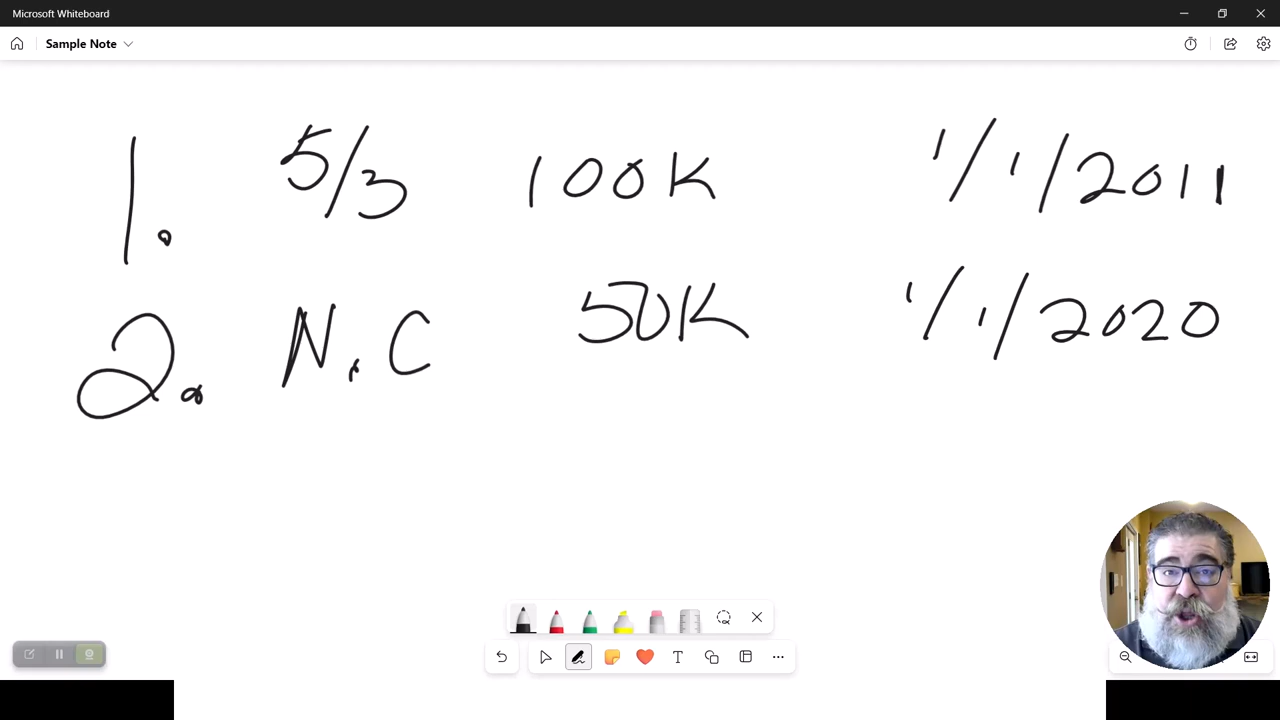 Microsoft Whiteboard
Sample Note
1. 5/3 100K 1/1/2011
2. N.C 50K 1/1/2020